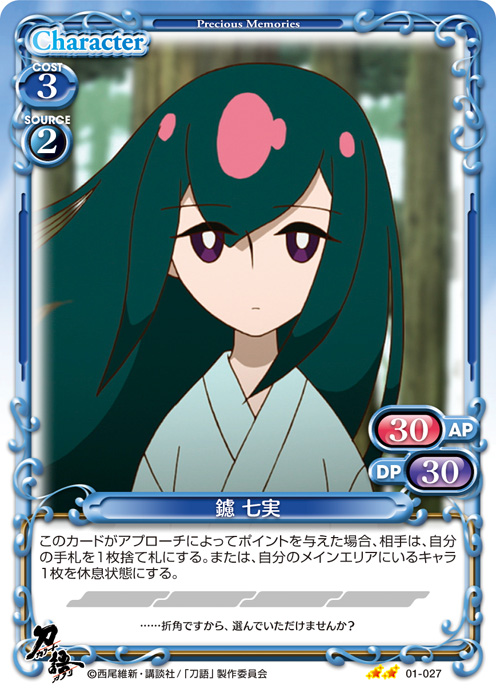 Precious Memories
Character
COST
3
SOURCE
2
30 AP
DP 30
鑢 七実
このカードがアプローチによってポイントを与えた場合、相手は、自分
の手札を1枚捨て札にする。または、自分のメインエリアにいるキャラ
1枚を休息状態にする。
……折角ですから、選んでいただけませんか?
刀語
カタナガタリ
©西尾維新・講談社/「刀語」製作委員会
01-027